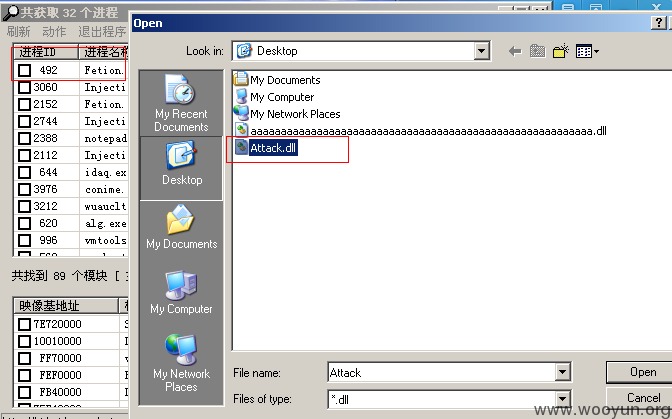 共获取 32 个进程
刷新 动作 退出程序
进程ID 进程名称
492 Fetion.
3060 Injecti
2152 Fetion.
2744 Injecti
2388 notepad
2112 Injecti
644 idaq.ex
3976 conime.
3212 wuauclt
620 alg.exe
996 vmtools
共找到 89 个模块 [
映像基地址
7E720000
10010000
FF70000
FEF0000
FB40000
Open
Look in: Desktop
My Recent Documents
Desktop
My Documents
My Computer
My Network Places
My Documents
My Computer
My Network Places
Attack.dll
File name: Attack
Open
Files of type: *.dll
Cancel
www.wooyun.org